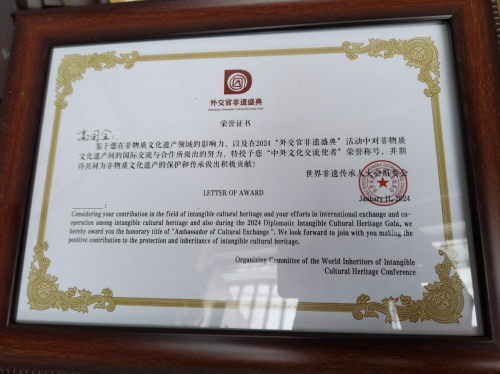 外交官非遗盛典
荣誉证书
基于您在非物质文化遗产领域的影响力，以及在2024“外交官非遗盛典”活动中对非物质
文化遗产间的国际交流与合作所做出的努力，特授予您“中外文化交流使者”荣誉称号，并期
待共同为非物质文化遗产的保护和传承做出积极贡献！
世界非遗传承人大会组委会
January 11, 2024
LETTER OF AWARD
Considering your contribution in the field of intangible cultural heritage and your efforts in international exchange and co-
operation among intangible cultural heritage and also during the 2024 Diplomatic Intangible Cultural Heritage Gala, we
hereby award you the honorary title of "Ambassador of Cultural Exchange". We look forward to join with you making the
positive contribution to the protection and inheritance of intangible cultural heritage.
Organizing Committee of the World Inheritors of Intangible
Cultural Heritage Conference